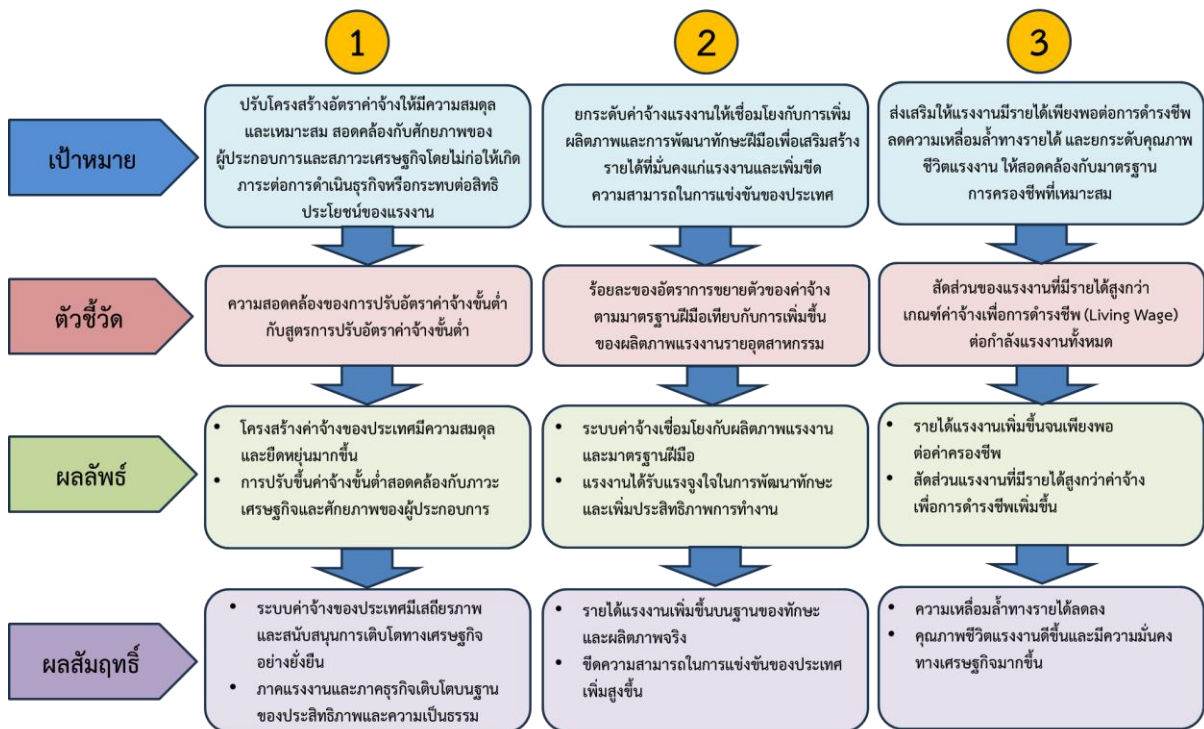 1
2
3
เป้าหมาย
ปรับโครงสร้างอัตราค่าจ้างให้มีความสมดุล
และเหมาะสม สอดคล้องกับศักยภาพของ
ผู้ประกอบการและสภาวะเศรษฐกิจโดยไม่ก่อให้เกิด
ภาระต่อการดำเนินธุรกิจหรือกระทบต่อสิทธิ
ประโยชน์ของแรงงาน
ยกระดับค่าจ้างแรงงานให้เชื่อมโยงกับการเพิ่ม
ผลิตภาพและการพัฒนาทักษะฝีมือเพื่อเสริมสร้าง
รายได้ที่มั่นคงแก่แรงงานและเพิ่มขีด
ความสามารถในการแข่งขันของประเทศ
ส่งเสริมให้แรงงานมีรายได้เพียงพอต่อการดำรงชีพ
ลดความเหลื่อมล้ำทางรายได้ และยกระดับคุณภาพ
ชีวิตแรงงาน ให้สอดคล้องกับมาตรฐาน
การครองชีพที่เหมาะสม
ตัวชี้วัด
ความสอดคล้องของการปรับอัตราค่าจ้างขั้นต่ำ
กับสูตรการปรับอัตราค่าจ้างขั้นต่ำ
ร้อยละของอัตราการขยายตัวของค่าจ้าง
ตามมาตรฐานฝีมือเทียบกับการเพิ่มขึ้น
ของผลิตภาพแรงงานรายอุตสาหกรรม
สัดส่วนของแรงงานที่มีรายได้สูงกว่า
เกณฑ์ค่าจ้างเพื่อการดำรงชีพ (Living Wage)
ต่อกำลังแรงงานทั้งหมด
ผลลัพธ์
• โครงสร้างค่าจ้างของประเทศมีความสมดุล
และยืดหยุ่นมากขึ้น
• การปรับขึ้นค่าจ้างขั้นต่ำสอดคล้องกับภาวะ
เศรษฐกิจและศักยภาพของผู้ประกอบการ
• ระบบค่าจ้างเชื่อมโยงกับผลิตภาพแรงงาน
และมาตรฐานฝีมือ
• แรงงานได้รับแรงจูงใจในการพัฒนาทักษะ
และเพิ่มประสิทธิภาพการทำงาน
• รายได้แรงงานเพิ่มขึ้นจนเพียงพอ
ต่อค่าครองชีพ
• สัดส่วนแรงงานที่มีรายได้สูงกว่าค่าจ้าง
เพื่อการดำรงชีพเพิ่มขึ้น
ผลสัมฤทธิ์
• ระบบค่าจ้างของประเทศมีเสถียรภาพ
และสนับสนุนการเติบโตทางเศรษฐกิจ
อย่างยั่งยืน
• ภาคแรงงานและภาคธุรกิจเติบโตบนฐาน
ของประสิทธิภาพและความเป็นธรรม
• รายได้แรงงานเพิ่มขึ้นบนฐานของทักษะ
และผลิตภาพจริง
• ขีดความสามารถในการแข่งขันของประเทศ
เพิ่มสูงขึ้น
• ความเหลื่อมล้ำทางรายได้ลดลง
• คุณภาพชีวิตแรงงานดีขึ้นและมีความมั่นคง
ทางเศรษฐกิจมากขึ้น